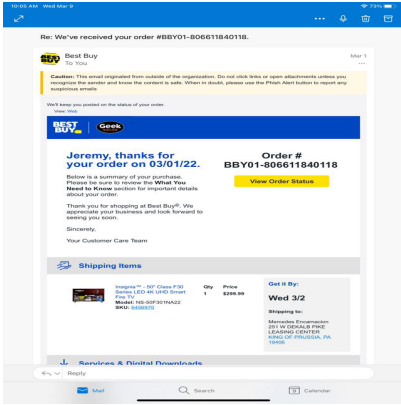 10:05 AM Wed Mar 9
73%
Re: We've received your order #BBY01-806611840118.
Best Buy
Mar 1
To You
Caution: This email originated from outside of the organization. Do not click links or open attachments unless you
recognize the sender and know the content is safe. When in doubt, please use the Phish Alert button to report any
suspicious emails
We'll keep you posted on the status of your order.
View: Web
BEST BUY
Geek
Jeremy, thanks for
your order on 03/01/22.
Below is a summary of your purchase.
Please be sure to review the What You
Need to Know section for important details
about your order.
Thank you for shopping at Best Buy®. We
appreciate your business and look forward to
seeing you soon.
Sincerely,
Your Customer Care Team
Order #
BBY01-806611840118
View Order Status
Shipping Items
Insignia™ - 50" Class F30
Series LED 4K UHD Smart
Fire TV
Model: NS-50F301NA22
SKU: 6456970
Qty
1
Price
$299.99
Get it By:
Wed 3/2
Shipping to:
Mercedes Encarnacion
251 W DEKALB PIKE
LEASING CENTER
KING OF PRUSSIA, PA
19406
Services & Digital Downloads
Reply
Mail
Search
Calendar